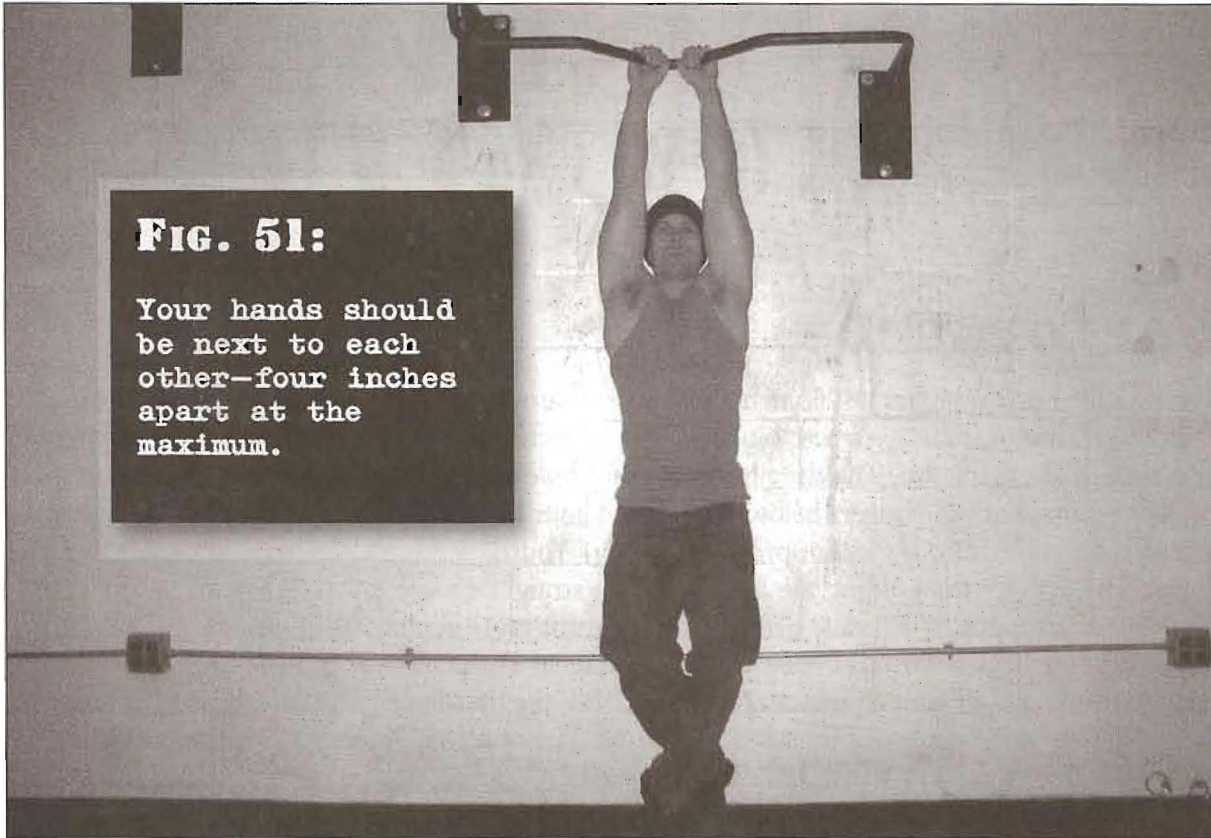 FIG. 51:
Your hands should
be next to each
other—four inches
apart at the
maximum.